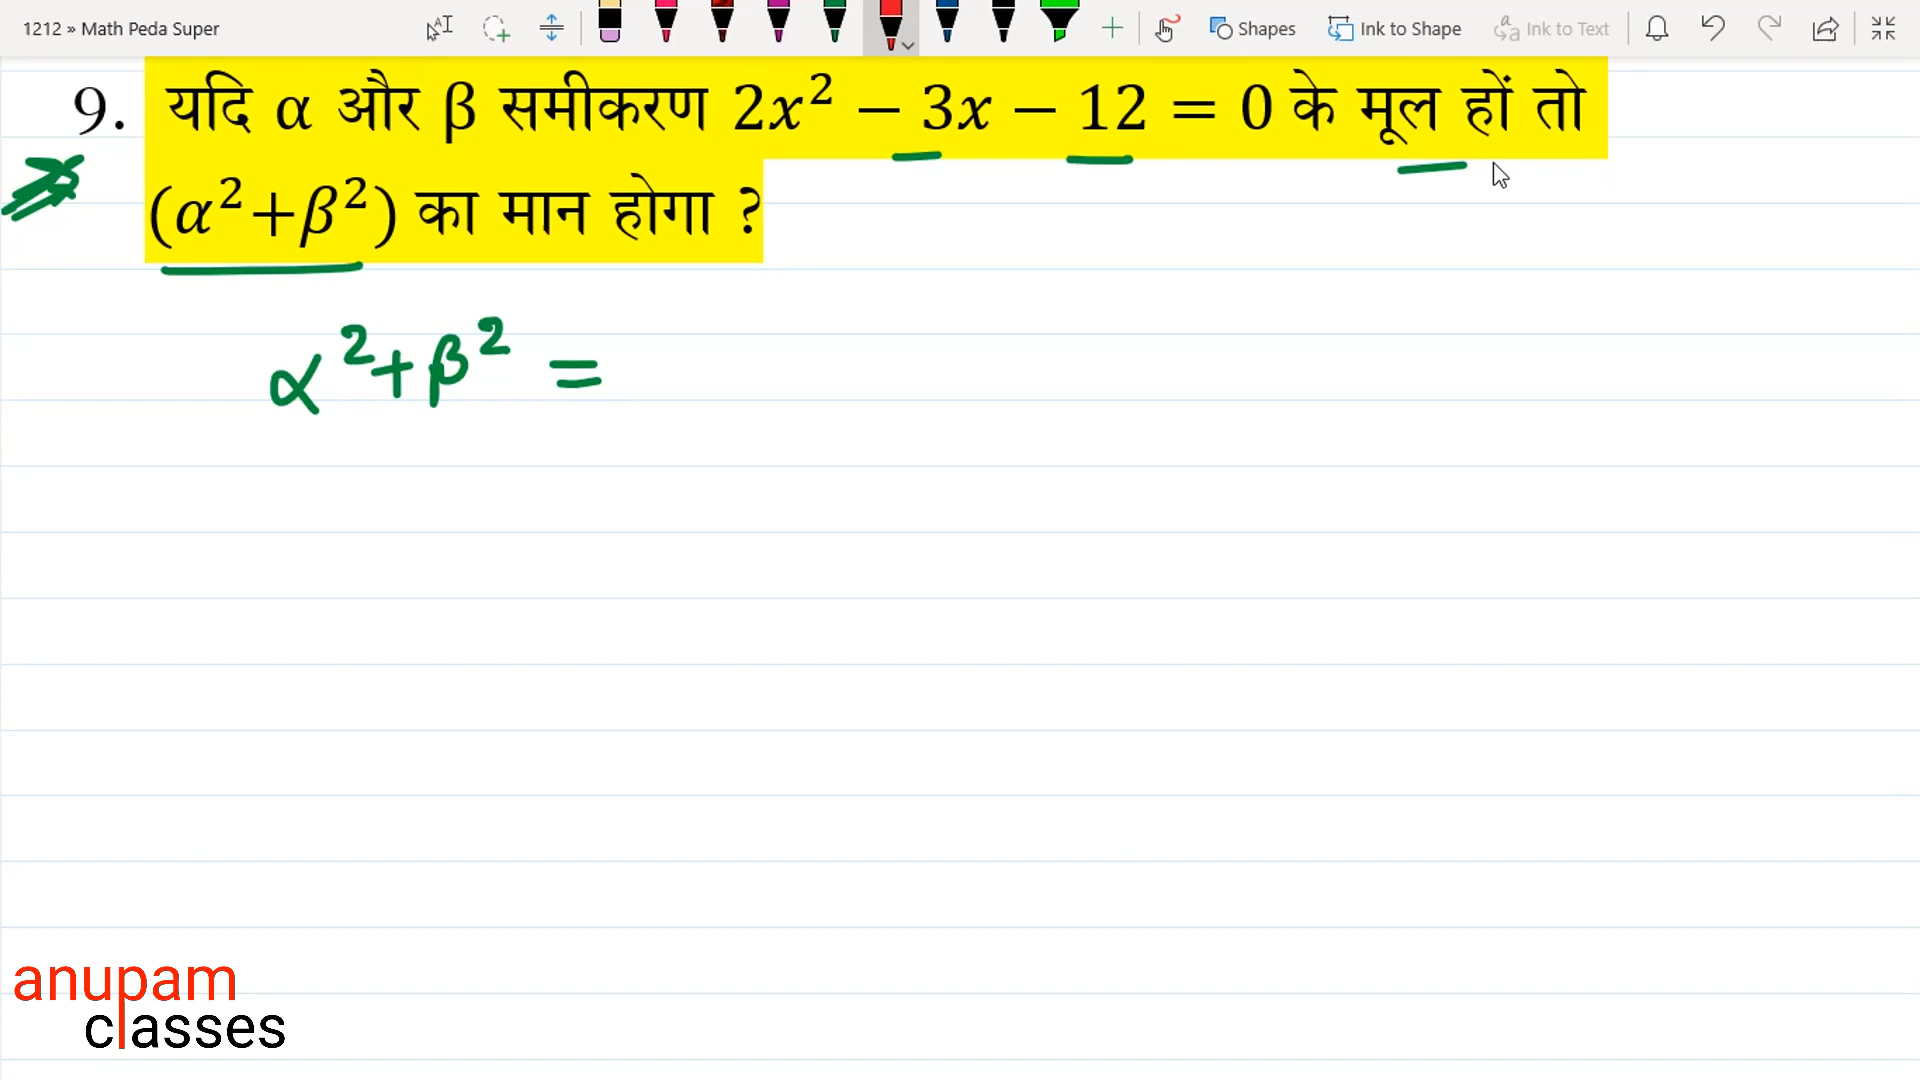 1212 » Math Peda Super
Shapes
Ink to Shape
Ink to Text
9. यदि α और β समीकरण 2x² − 3x − 12 = 0 के मूल हों तो
(α²+β²) का मान होगा ?
α²+β² =
anupam
classes